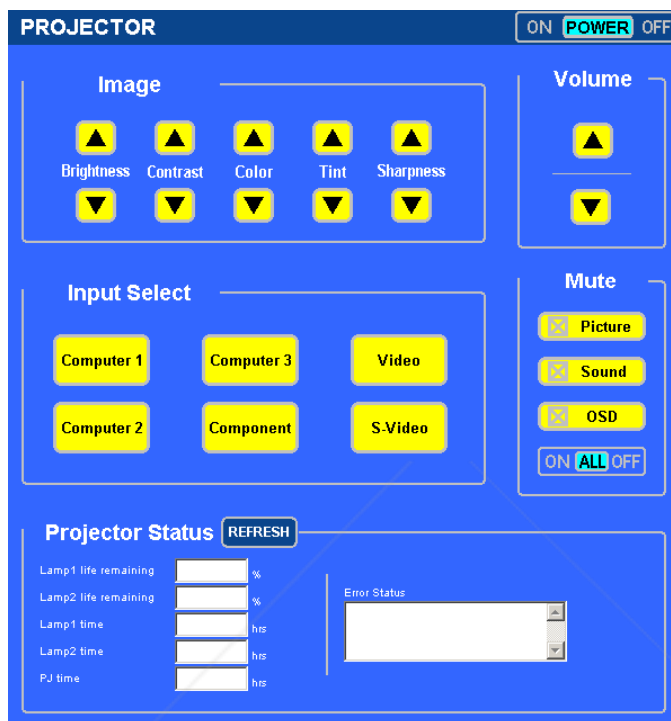 PROJECTOR
ON POWER OFF
Image
Brightness Contrast Color Tint Sharpness
Volume
Input Select
Computer 1 Computer 3 Video
Computer 2 Component S-Video
Mute
Picture
Sound
OSD
ON ALL OFF
Projector Status REFRESH
Lamp1 life remaining %
Lamp2 life remaining %
Lamp1 time hrs
Lamp2 time hrs
PJ time hrs
Error Status